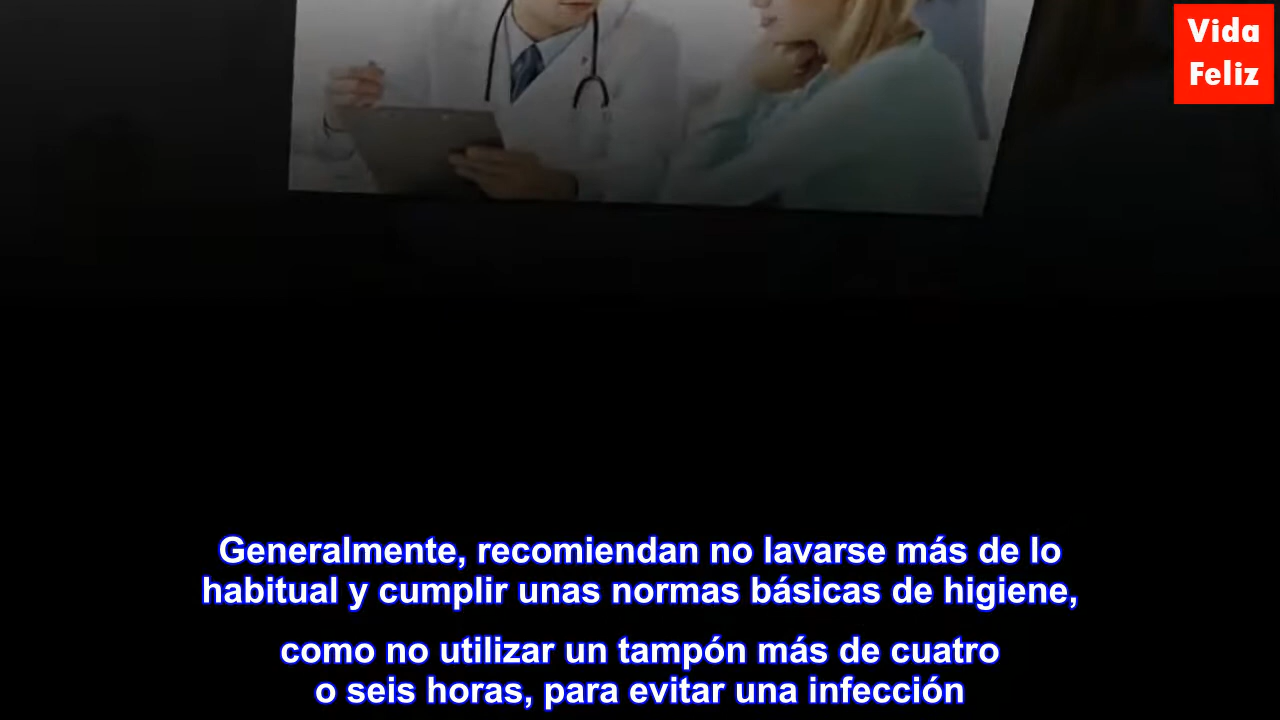 Vida
Feliz
Generalmente, recomiendan no lavarse más de lo
habitual y cumplir unas normas básicas de higiene,
como no utilizar un tampón más de cuatro
o seis horas, para evitar una infección